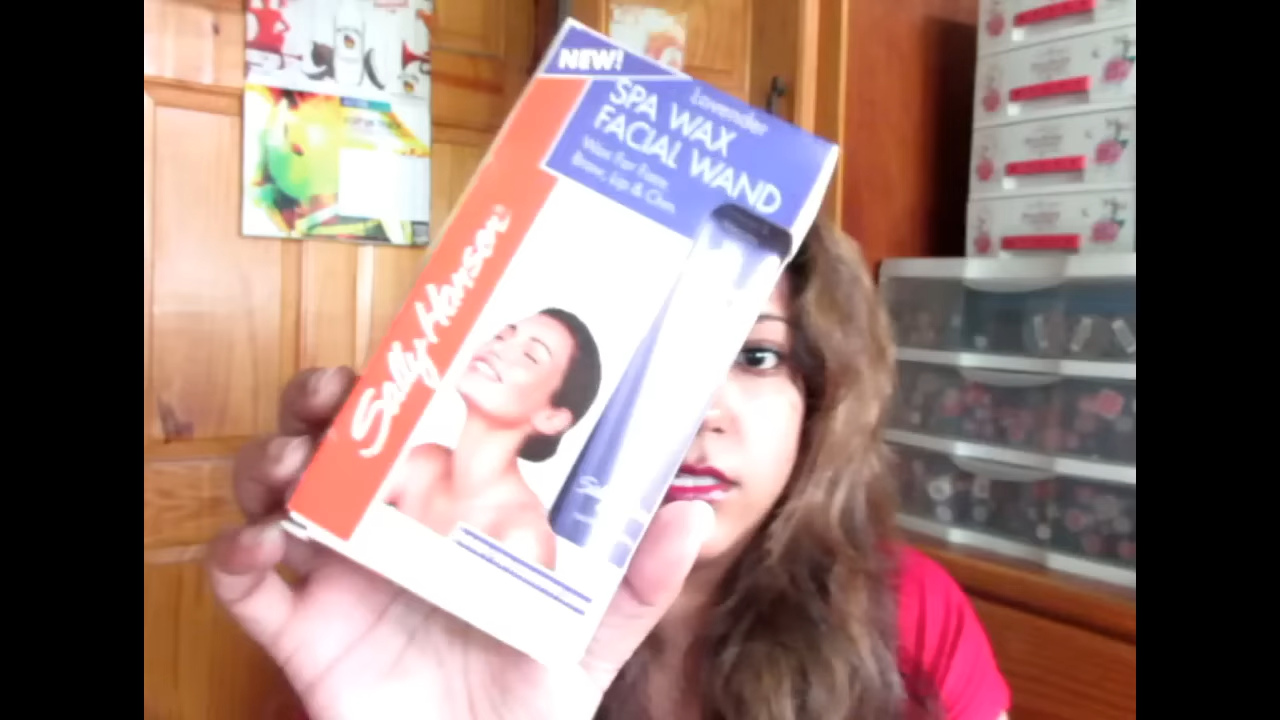 NEW!
Lavender
SPA WAX
FACIAL WAND
Wax For Face,
Brow, Lip & Chin
Sally Hansen